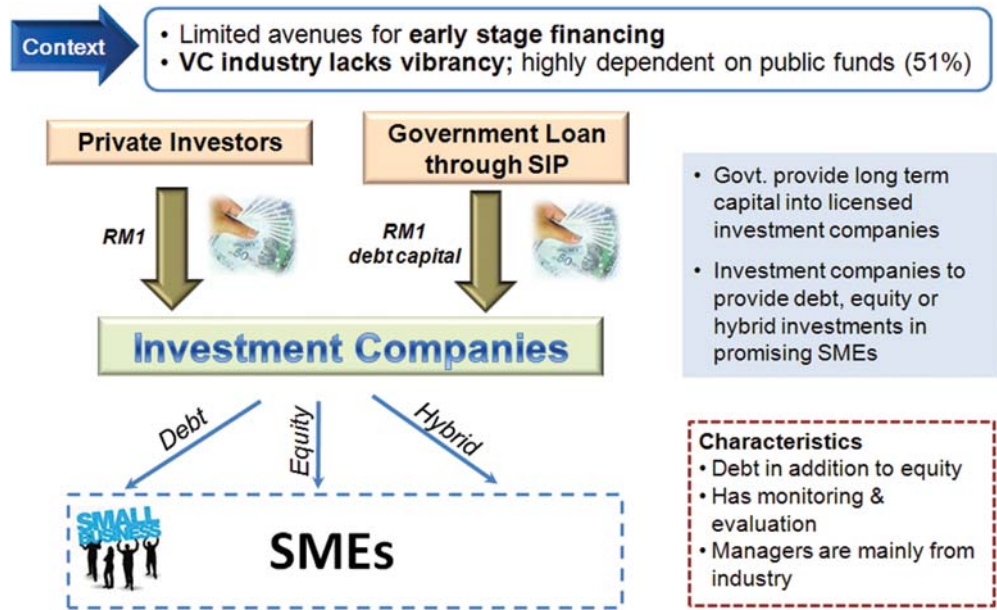 Context
• Limited avenues for early stage financing
• VC industry lacks vibrancy; highly dependent on public funds (51%)
Private Investors
Government Loan
through SIP
RM1
RM1
debt capital
• Govt. provide long term
capital into licensed
investment companies
• Investment companies to
provide debt, equity or
hybrid investments in
promising SMEs
Investment Companies
Debt
Equity
Hybrid
SMALL
BUSINESS
SMEs
Characteristics
• Debt in addition to equity
• Has monitoring &
evaluation
• Managers are mainly from
industry